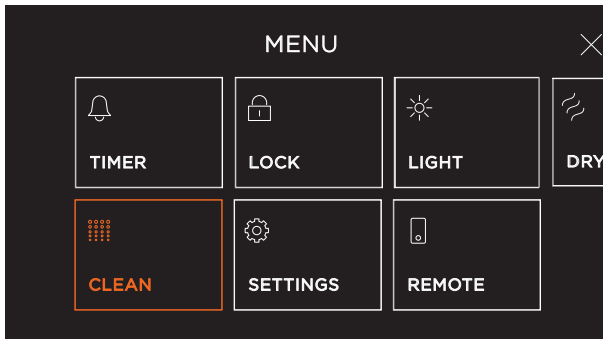 MENU
TIMER
LOCK
LIGHT
DRY
CLEAN
SETTINGS
REMOTE